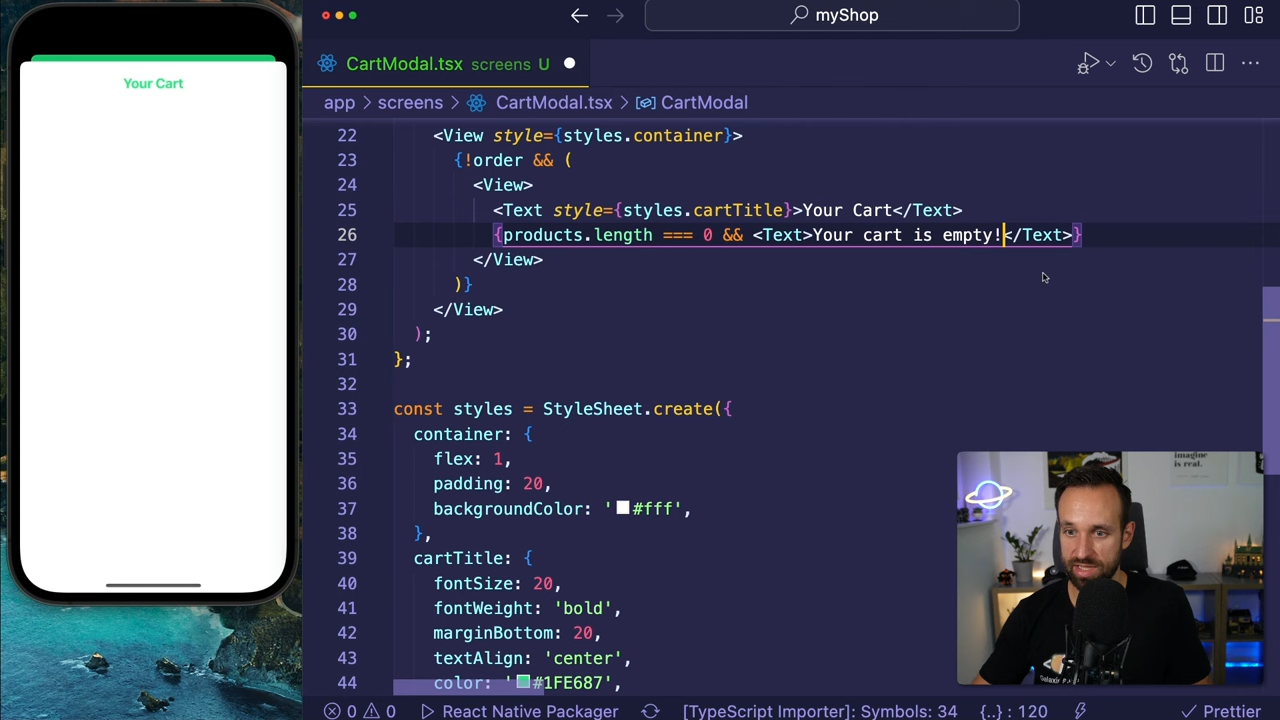 Your Cart
myShop
CartModal.tsx screens U
app > screens > CartModal.tsx > CartModal
22 <View style={styles.container}>
23 {!order && (
24 <View>
25 <Text style={styles.cartTitle}>Your Cart</Text>
26 {products.length === 0 && <Text>Your cart is empty!</Text>}
27 </View>
28 )}
29 </View>
30 );
31 };
32
33 const styles = StyleSheet.create({
34 container: {
35 flex: 1,
36 padding: 20,
37 backgroundColor: '#fff',
38 },
39 cartTitle: {
40 fontSize: 20,
41 fontWeight: 'bold',
42 marginBottom: 20,
43 textAlign: 'center',
44 color: '#1FE687',
imagine
is real.
0 0 React Native Packager [TypeScript Importer]: Symbols: 34 {..} : 120 Prettier